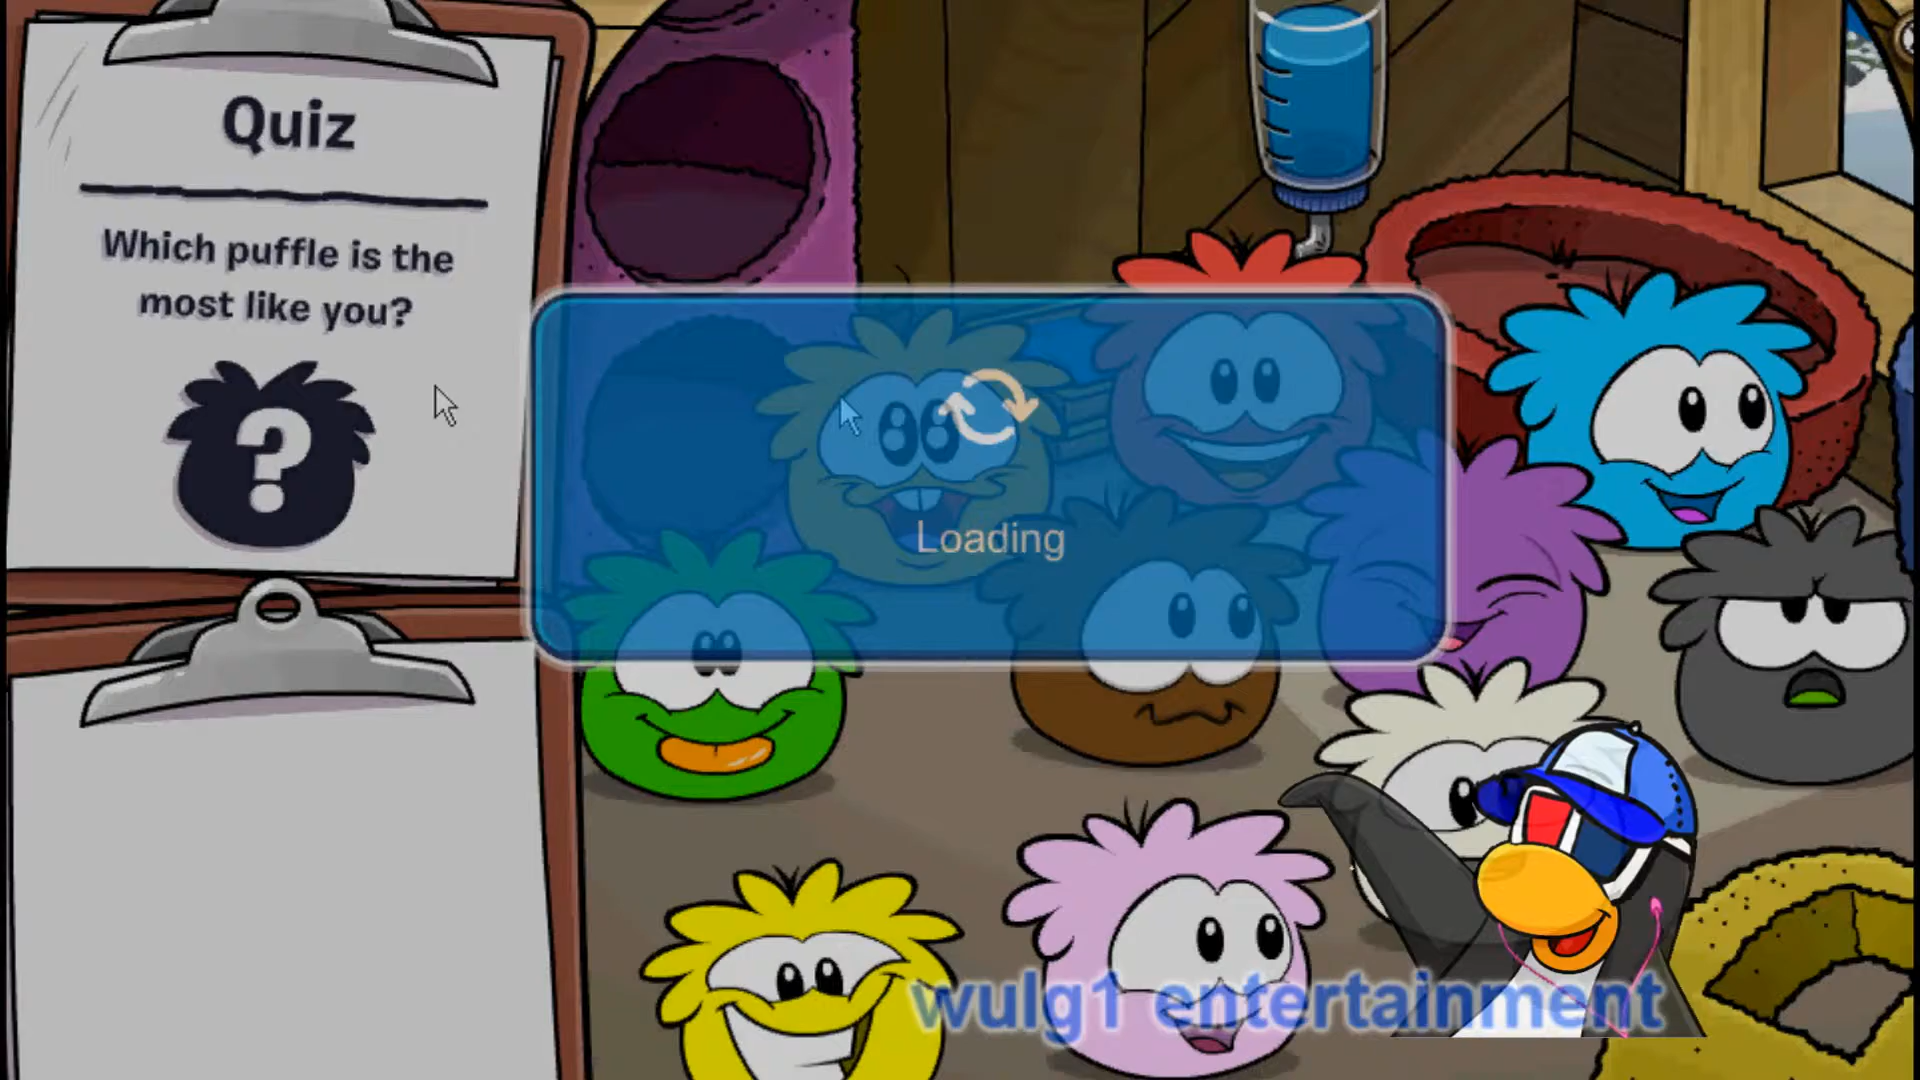 Quiz
Which puffle is the
most like you?
?
Loading
wulg1 entertainment